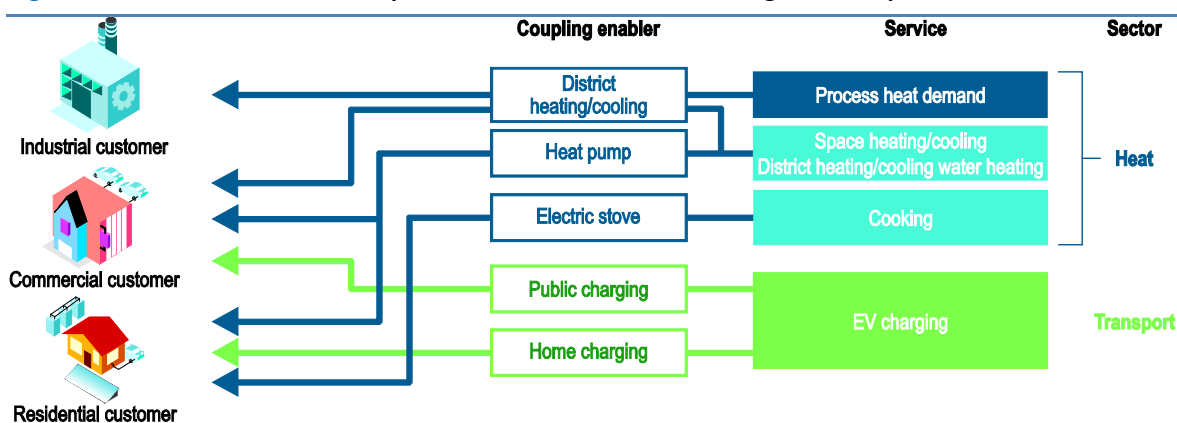 Coupling enabler
Service
Sector
District
heating/cooling
Process heat demand
Industrial customer
Heat pump
Space heating/cooling
District heating/cooling water heating
Heat
Electric stove
Cooking
Commercial customer
Public charging
EV charging
Transport
Home charging
Residential customer